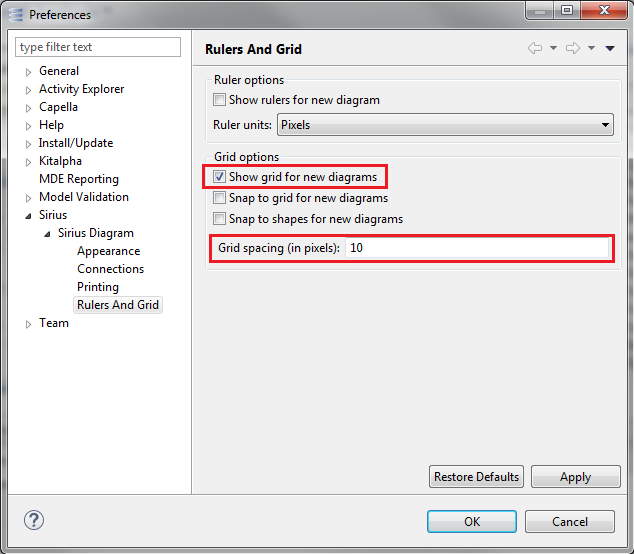 Preferences
type filter text
General
Activity Explorer
Capella
Help
Install/Update
Kitalpha
MDE Reporting
Model Validation
Sirius
Sirius Diagram
Appearance
Connections
Printing
Rulers And Grid
Team
Rulers And Grid
Ruler options
Show rulers for new diagram
Ruler units: Pixels
Grid options
Show grid for new diagrams
Snap to grid for new diagrams
Snap to shapes for new diagrams
Grid spacing (in pixels): 10
Restore Defaults Apply
? OK Cancel